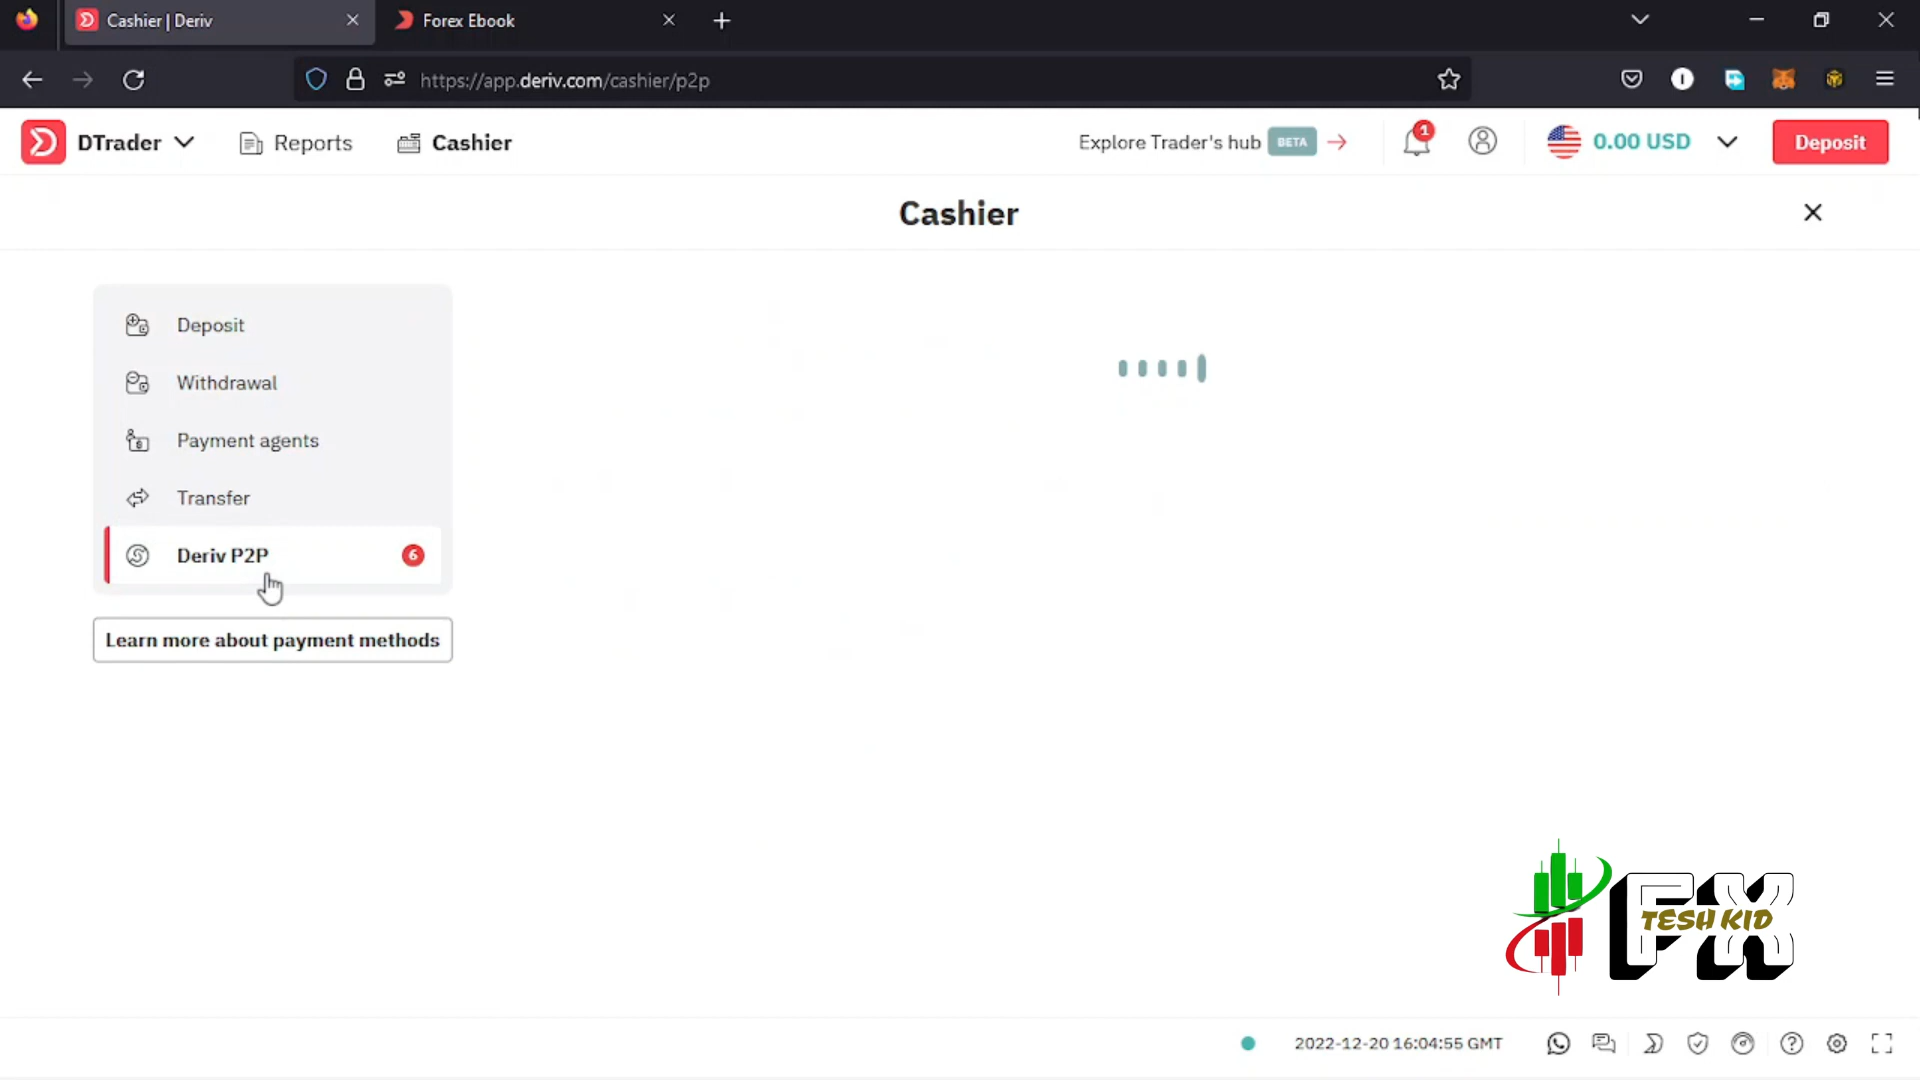 Cashier | Deriv
Forex Ebook
https://app.deriv.com/cashier/p2p
DTrader
Reports
Cashier
Explore Trader's hub BETA
1
0.00 USD
Deposit
Cashier
Deposit
Withdrawal
Payment agents
Transfer
Deriv P2P 6
Learn more about payment methods
FX
TESH KID
2022-12-20 16:04:55 GMT